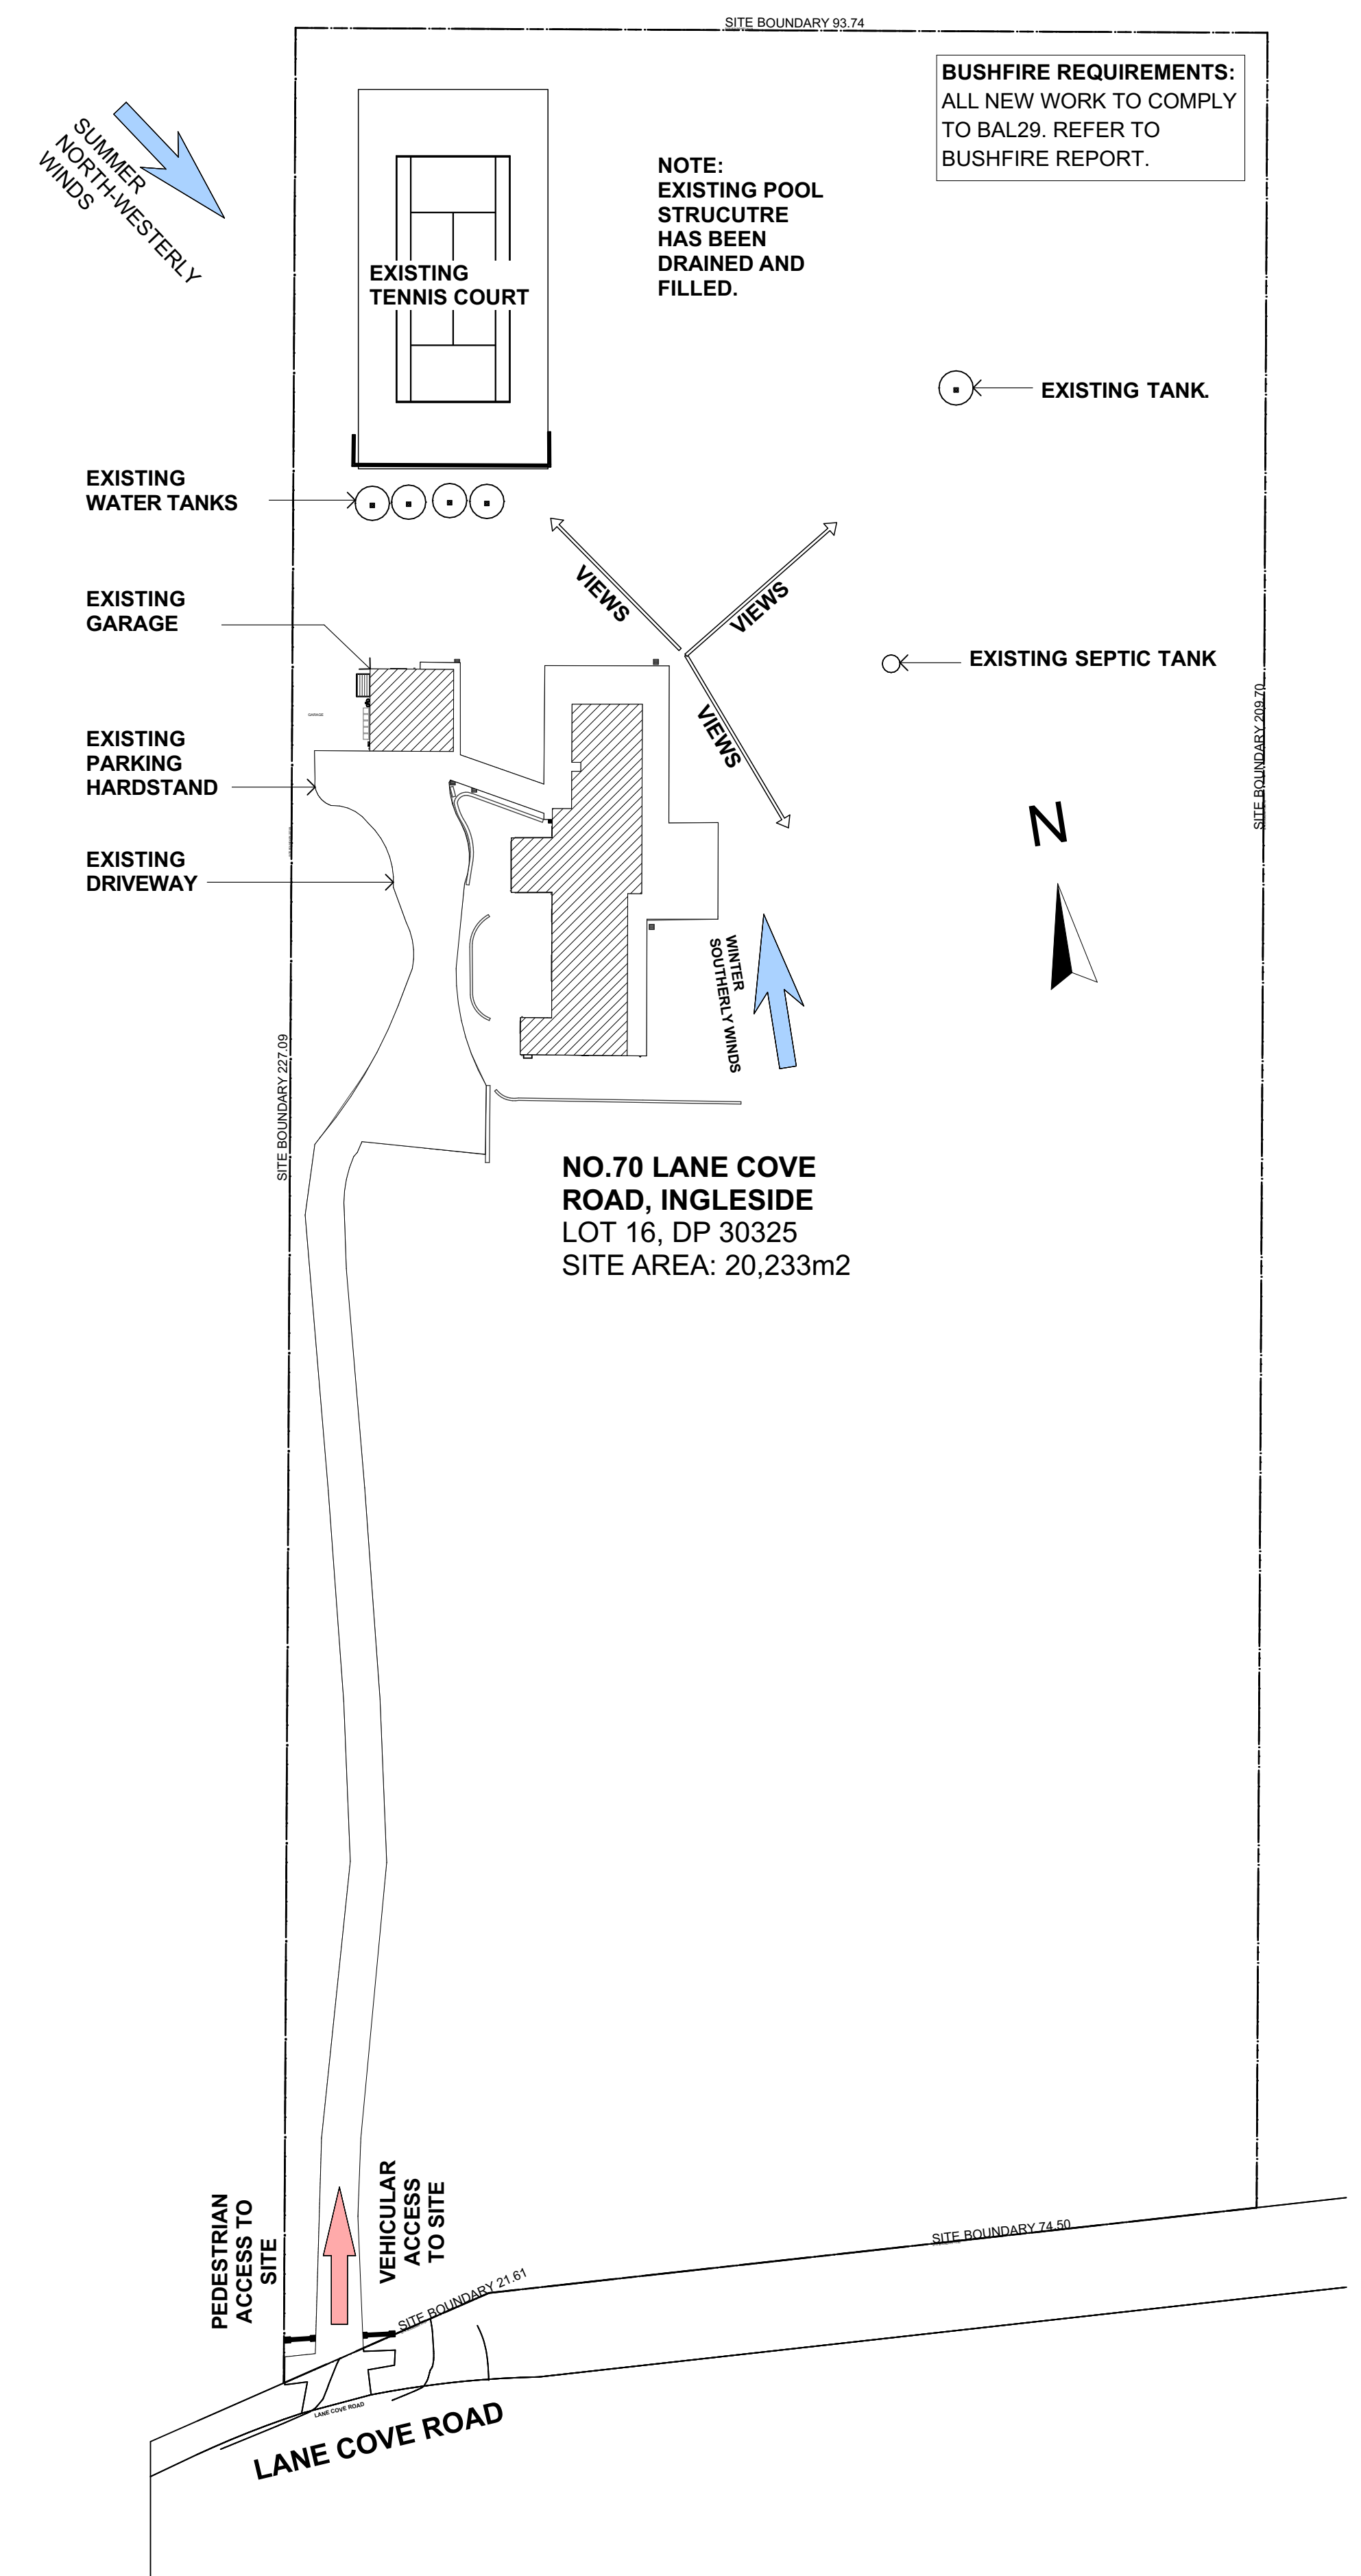 SITE BOUNDARY 93.74
BUSHFIRE REQUIREMENTS:
ALL NEW WORK TO COMPLY
TO BAL29. REFER TO
BUSHFIRE REPORT.
SUMMER
NORTH-WESTERLY
WINDS
NOTE:
EXISTING POOL
STRUCUTRE
HAS BEEN
DRAINED AND
FILLED.
EXISTING
TENNIS COURT
EXISTING TANK.
EXISTING
WATER TANKS
VIEWS
VIEWS
EXISTING
GARAGE
EXISTING SEPTIC TANK
GARAGE
VIEWS
SITE BOUNDARY 209.70
EXISTING
PARKING
HARDSTAND
N
EXISTING
DRIVEWAY
WINTER
SOUTHERLY WINDS
SITE BOUNDARY 227.09
NO.70 LANE COVE
ROAD, INGLESIDE
LOT 16, DP 30325
SITE AREA: 20,233m2
PEDESTRIAN
ACCESS TO
SITE
VEHICULAR
ACCESS
TO SITE
SITE BOUNDARY 74.50
SITE BOUNDARY 21.61
LANE COVE ROAD
LANE COVE ROAD